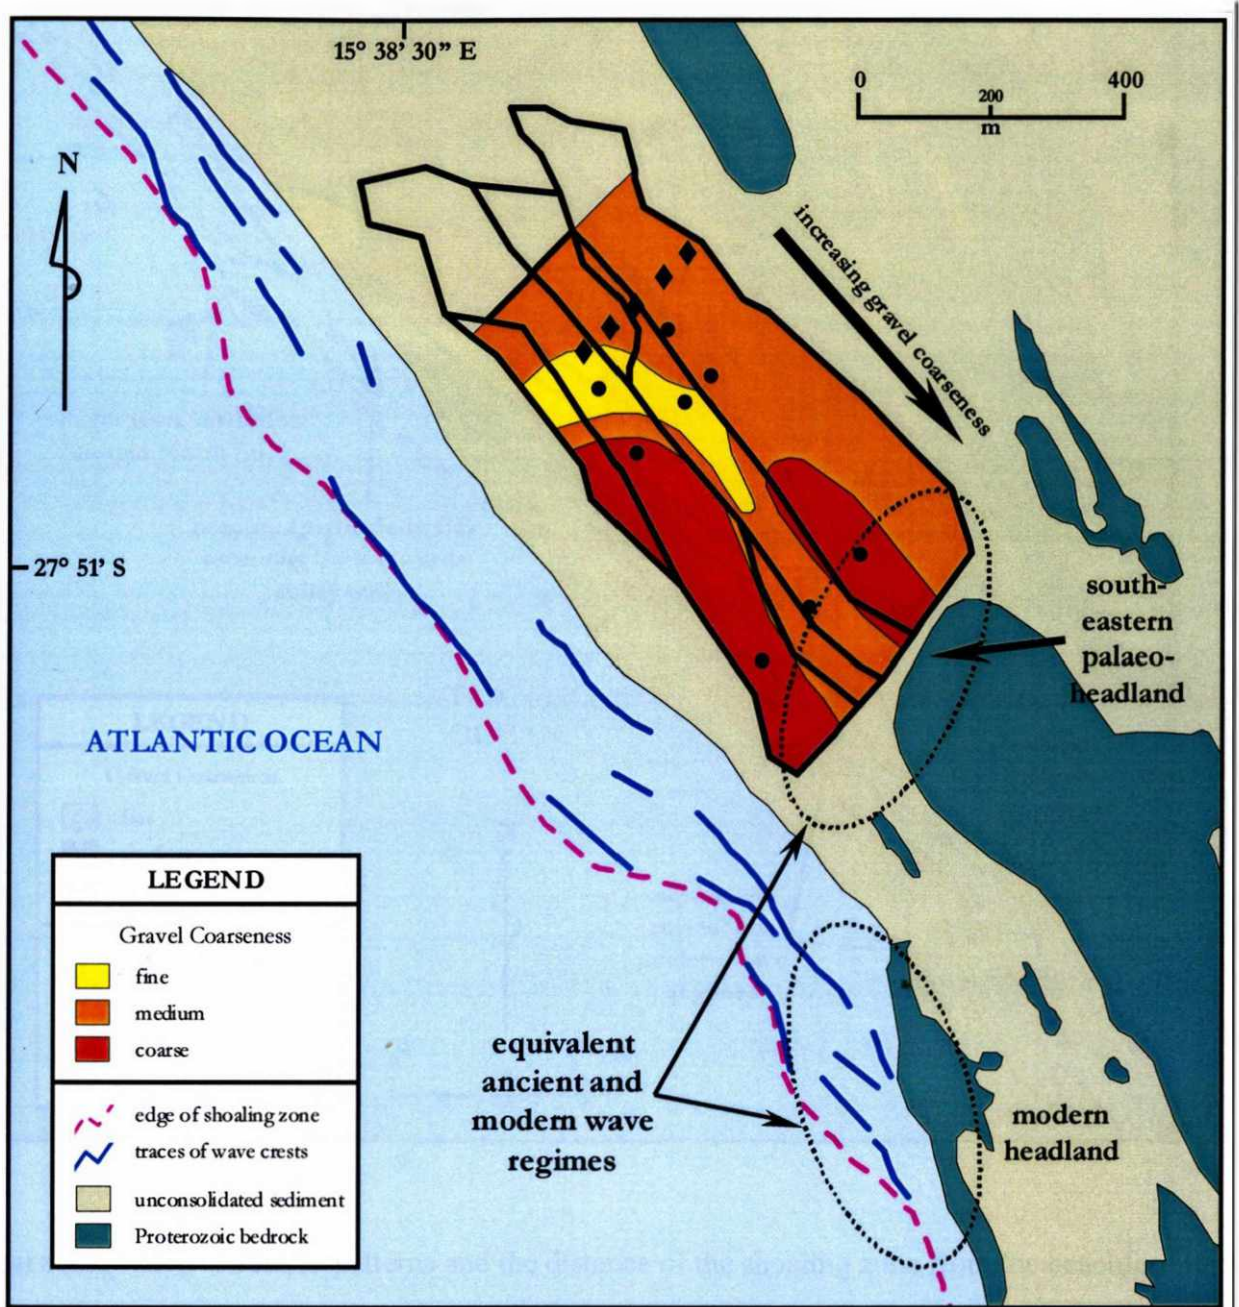 15° 38' 30” E
0
400
200
m
N
increasing gravel coarseness
27° 51' S
south-
eastern
palaeo-
headland
ATLANTIC OCEAN
LEGEND
Gravel Coarseness
fine
medium
coarse
edge of shoaling zone
traces of wave crests
unconsolidated sediment
Proterozoic bedrock
equivalent
ancient and
modern wave
regimes
modern
headland